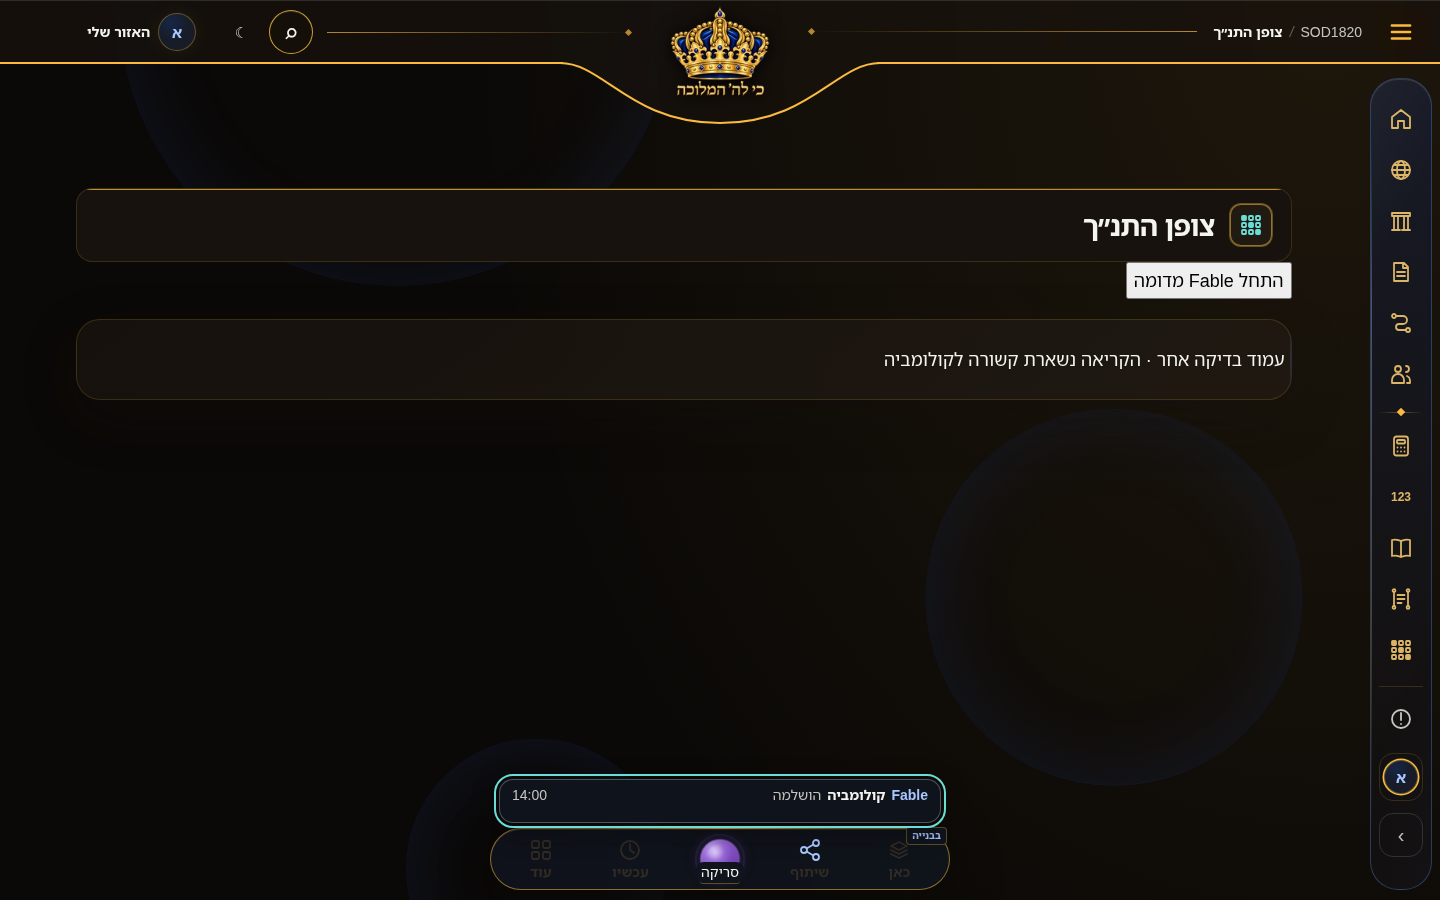 SOD1820 / צופן התנ״ך
כי לה' המלוכה
האזור שלי
א
צופן התנ״ך
התחל Fable מדומה
עמוד בדיקה אחר · הקריאה נשארת קשורה לקולומביה
123
א
Fable קולומביה הושלמה 14:00
בבנייה
כאן
שיתוף
סריקה
עכשיו
עוד